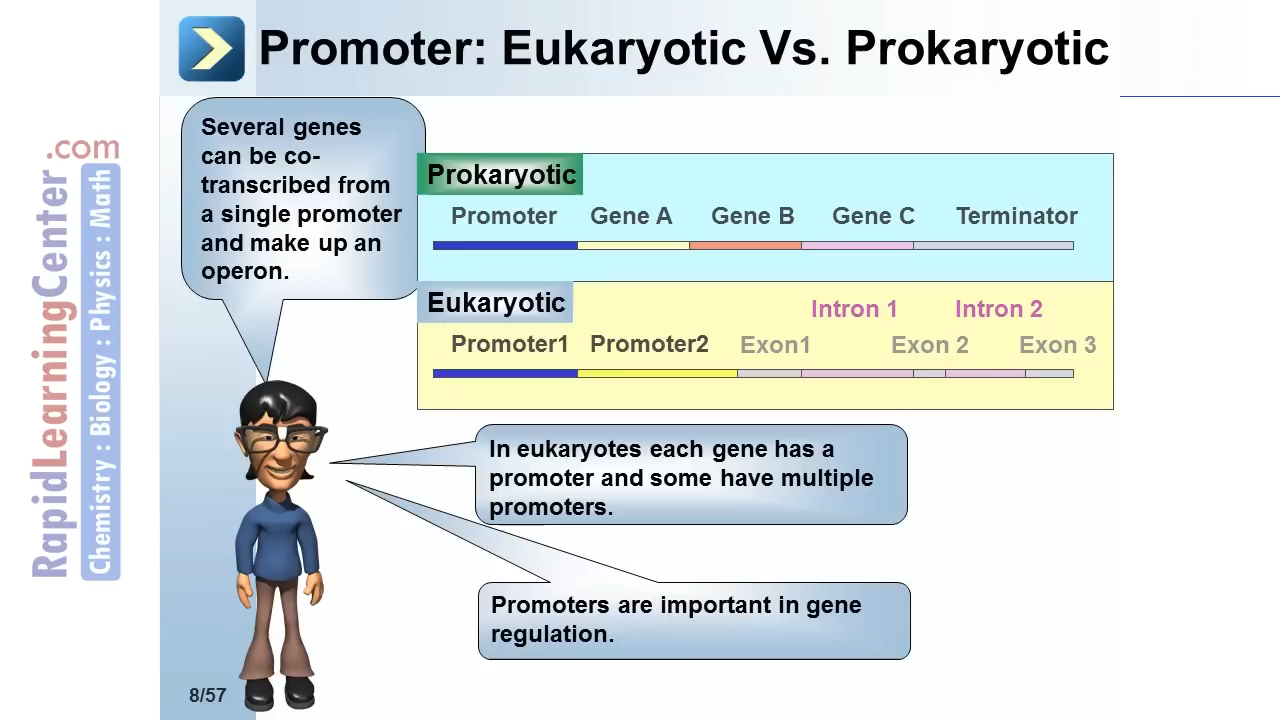 Promoter: Eukaryotic Vs. Prokaryotic
RapidLearningCenter.com
Chemistry : Biology : Physics : Math
Several genes
can be co-
transcribed from
a single promoter
and make up an
operon.
Prokaryotic
Promoter Gene A Gene B Gene C Terminator
Eukaryotic
Intron 1 Intron 2
Promoter1 Promoter2 Exon1 Exon 2 Exon 3
In eukaryotes each gene has a
promoter and some have multiple
promoters.
Promoters are important in gene
regulation.
8/57